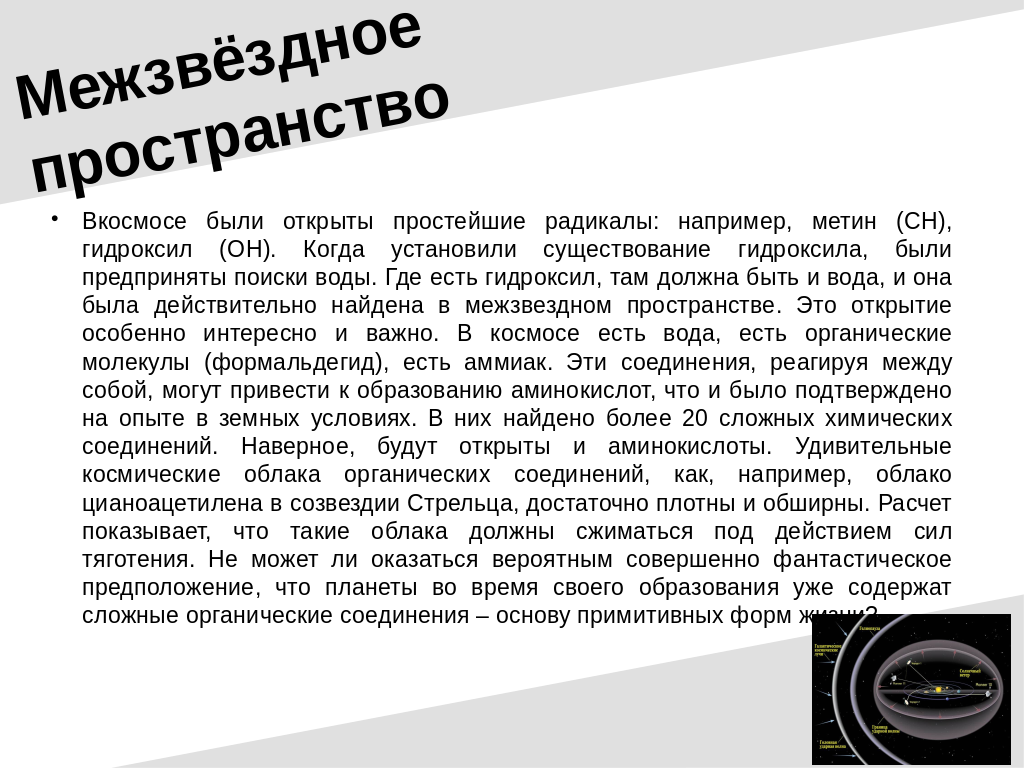 Межзвёздное
пространство
• Вкосмосе были открыты простейшие радикалы: например, метин (СН),
гидроксил (ОН). Когда установили существование гидроксила, были
предприняты поиски воды. Где есть гидроксил, там должна быть и вода, и она
была действительно найдена в межзвездном пространстве. Это открытие
особенно интересно и важно. В космосе есть вода, есть органические
молекулы (формальдегид), есть аммиак. Эти соединения, реагируя между
собой, могут привести к образованию аминокислот, что и было подтверждено
на опыте в земных условиях. В них найдено более 20 сложных химических
соединений. Наверное, будут открыты и аминокислоты. Удивительные
космические облака органических соединений, как, например, облако
цианоацетилена в созвездии Стрельца, достаточно плотны и обширны. Расчет
показывает, что такие облака должны сжиматься под действием сил
тяготения. Не может ли оказаться вероятным совершенно фантастическое
предположение, что планеты во время своего образования уже содержат
сложные органические соединения – основу примитивных форм жизни?
Гелиопауза
Галактические
космические
лучи
Солнечный
ветер
Граница
ударной волны
Головная
ударная волна